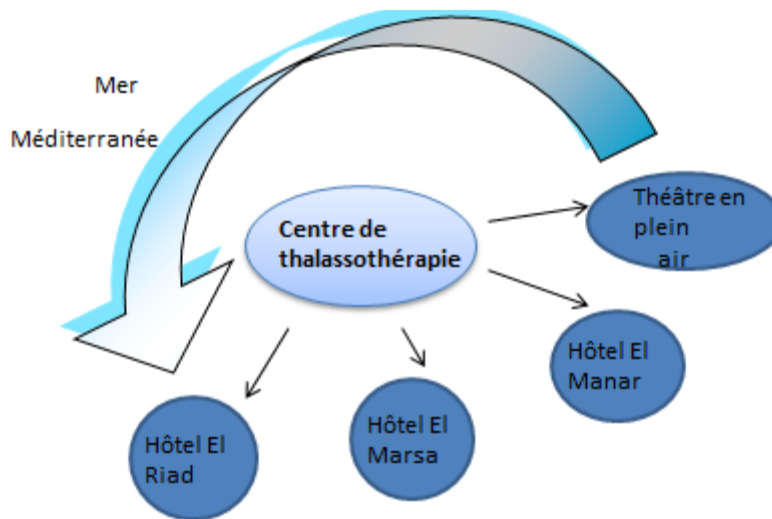 Mer
Méditerranée
Centre de
thalassothérapie
Théâtre en
plein
air
Hôtel El
Manar
Hôtel El
Marsa
Hôtel El
Riad